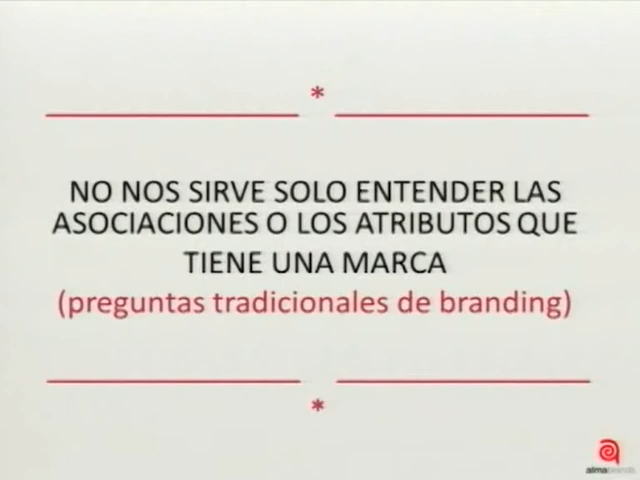 *
NO NOS SIRVE SOLO ENTENDER LAS
ASOCIACIONES O LOS ATRIBUTOS QUE
TIENE UNA MARCA
(preguntas tradicionales de branding)
*
almabrands